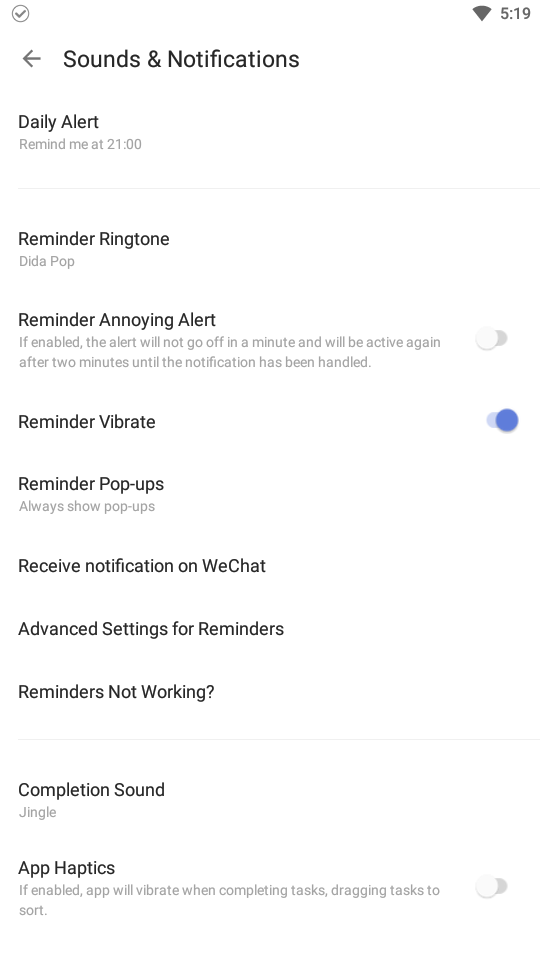 5:19
Sounds & Notifications
Daily Alert
Remind me at 21:00
Reminder Ringtone
Dida Pop
Reminder Annoying Alert
If enabled, the alert will not go off in a minute and will be active again
after two minutes until the notification has been handled.
Reminder Vibrate
Reminder Pop-ups
Always show pop-ups
Receive notification on WeChat
Advanced Settings for Reminders
Reminders Not Working?
Completion Sound
Jingle
App Haptics
If enabled, app will vibrate when completing tasks, dragging tasks to
sort.